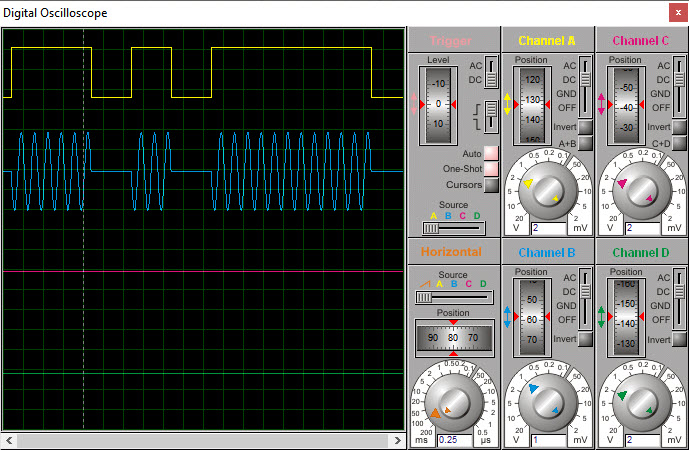 Digital Oscilloscope
x
Trigger
Level
-10 0 10
AC
DC
Auto
One-Shot
Cursors
Source
A B C D
Channel A
Position
120 130 140 150
AC
DC
GND
OFF
Invert
A+B
V 2 mV
Channel C
Position
-50 -40
AC
DC
GND
OFF
Invert
C+D
V 2 mV
Horizontal
Source
A B C D
Position
90 80 70
ms 0.25 µs
Channel B
Position
50 60 70
AC
DC
GND
OFF
Invert
V 1 mV
Channel D
Position
-150 -140 -130
AC
DC
GND
OFF
Invert
V 2 mV